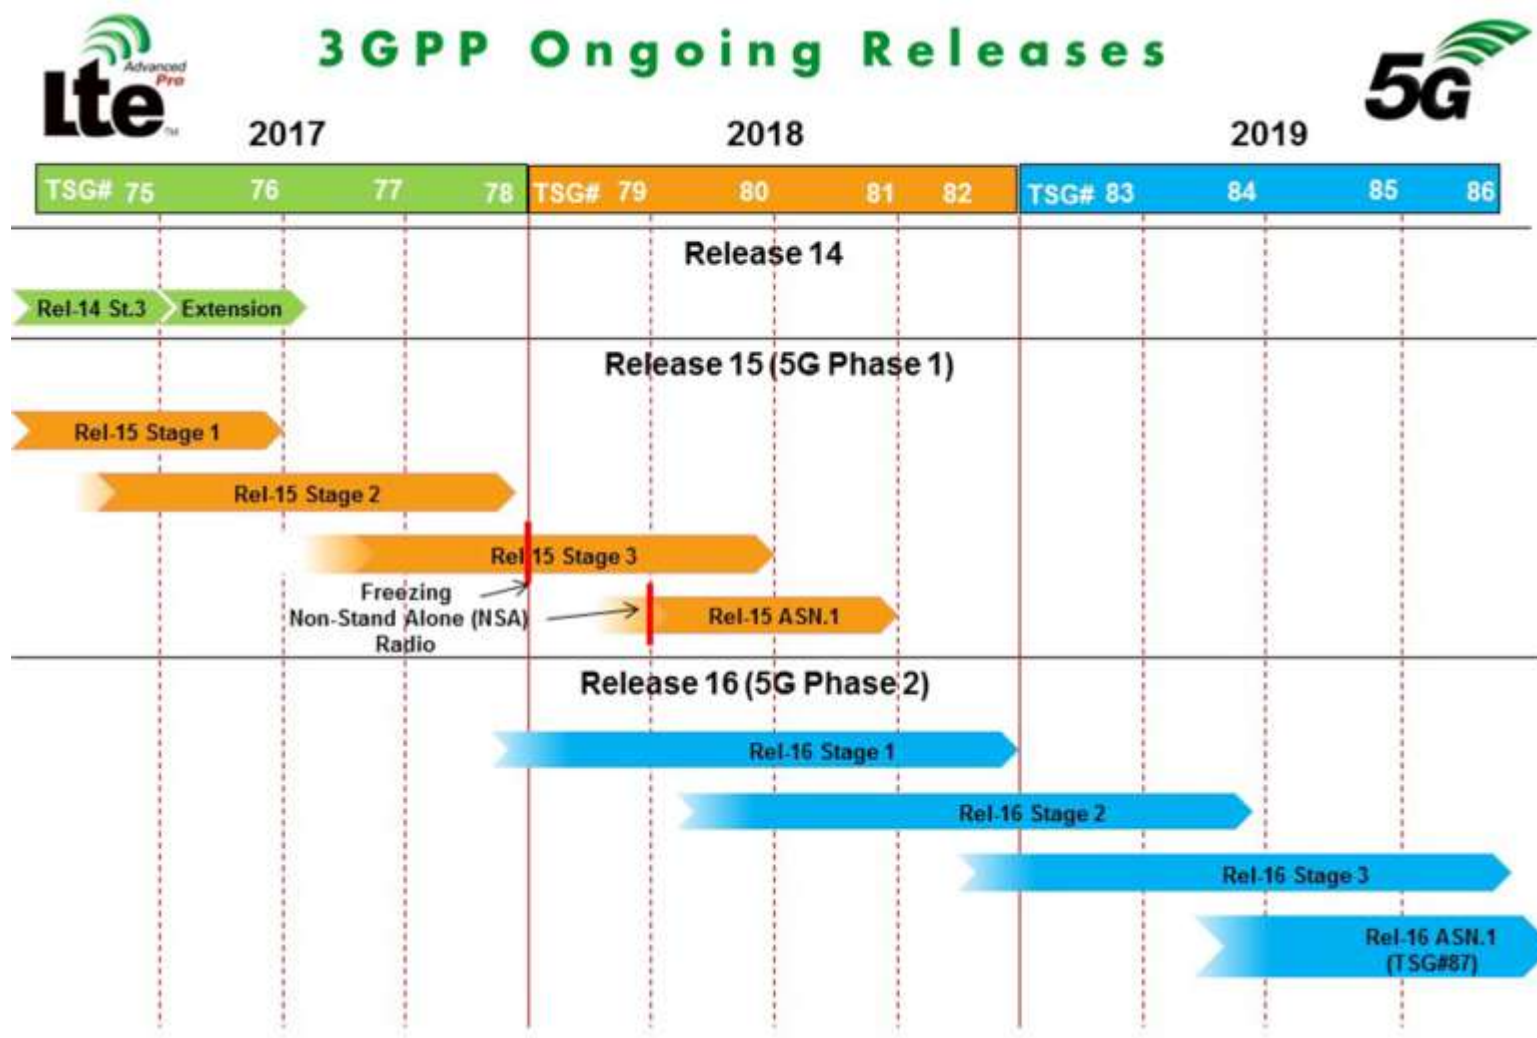 3GPP Ongoing Releases
Lte Advanced Pro TM
5G
2017 2018 2019
TSG# 75 76 77 78 TSG# 79 80 81 82 TSG# 83 84 85 86
Release 14
Rel-14 St.3 Extension
Release 15 (5G Phase 1)
Rel-15 Stage 1
Rel-15 Stage 2
Rel-15 Stage 3
Freezing
Non-Stand Alone (NSA)
Radio
Rel-15 ASN.1
Release 16 (5G Phase 2)
Rel-16 Stage 1
Rel-16 Stage 2
Rel-16 Stage 3
Rel-16 ASN.1
(TSG#87)